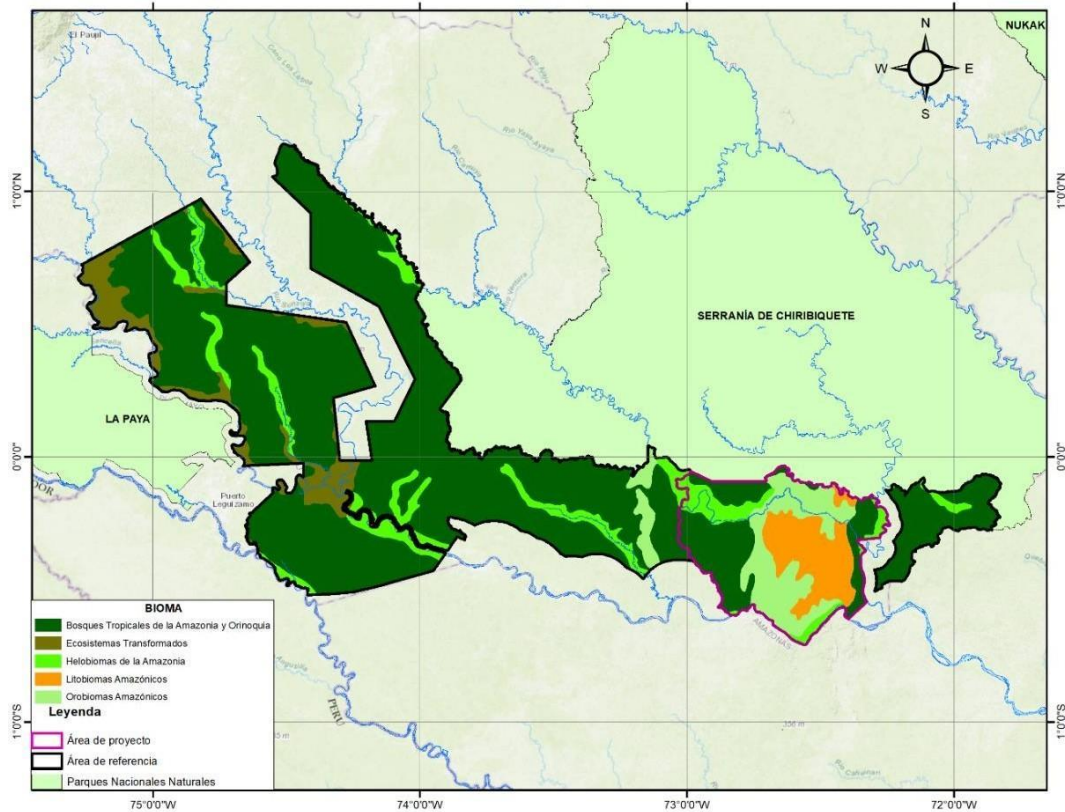 El Paujil
NUKAK
N
W
E
S
1°0'0"N
1°0'0"N
SERRANÍA DE CHIRIBIQUETE
LA PAYA
0°0'0"
0°0'0"
Puerto
Leguízamo
AMAZONAS
PERU
BIOMA
Bosques Tropicales de la Amazonia y Orinoquia
Ecosistemas Transformados
Helobiomas de la Amazonia
Litobiomas Amazónicos
Orobiomas Amazónicos
Leyenda
Área de proyecto
Área de referencia
Parques Nacionales Naturales
1°0'0"S
1°0'0"S
75°0'0"W
74°0'0"W
73°0'0"W
72°0'0"W